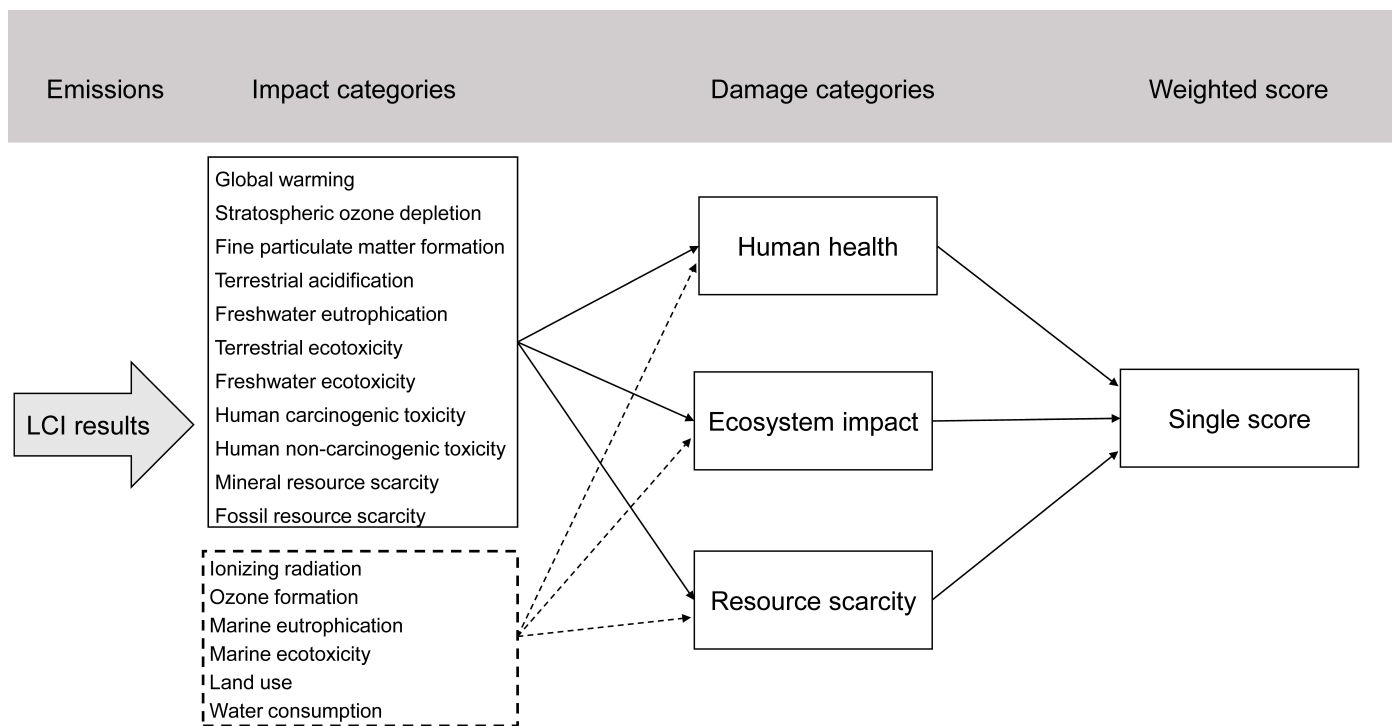 Emissions
Impact categories
Damage categories
Weighted score
LCI results
Global warming
Stratospheric ozone depletion
Fine particulate matter formation
Terrestrial acidification
Freshwater eutrophication
Terrestrial ecotoxicity
Freshwater ecotoxicity
Human carcinogenic toxicity
Human non-carcinogenic toxicity
Mineral resource scarcity
Fossil resource scarcity
Ionizing radiation
Ozone formation
Marine eutrophication
Marine ecotoxicity
Land use
Water consumption
Human health
Ecosystem impact
Resource scarcity
Single score